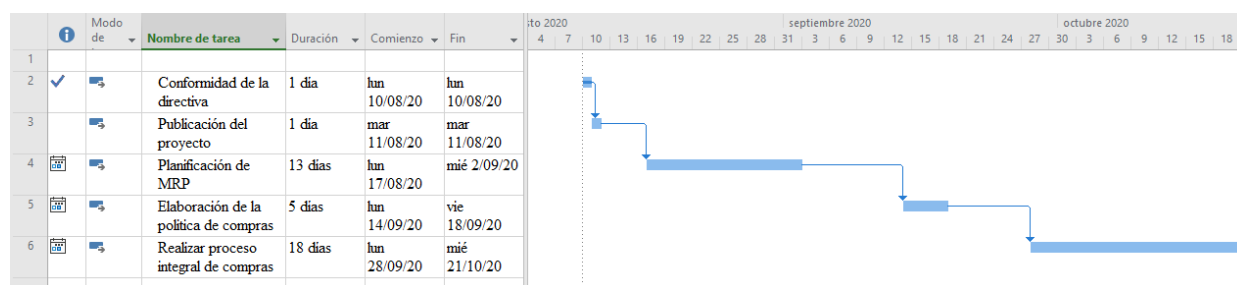 Modo
de
Nombre de tarea
Duración
Comienzo
Fin
sto 2020
septiembre 2020
octubre 2020
4 7 10 13 16 19 22 25 28 31 3 6 9 12 15 18 21 24 27 30 3 6 9 12 15 18
1
2 Conformidad de la 1 día lun lun
directiva 10/08/20 10/08/20
3 Publicación del 1 día mar mar
proyecto 11/08/20 11/08/20
4 Planificación de 13 días lun mié 2/09/20
MRP 17/08/20
5 Elaboración de la 5 días lun vie
política de compras 14/09/20 18/09/20
6 Realizar proceso 18 días lun mié
integral de compras 28/09/20 21/10/20